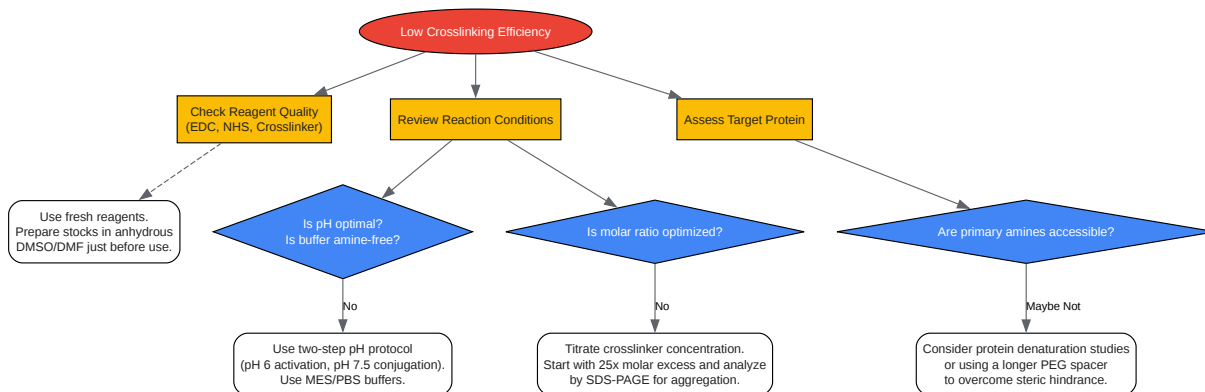 Low Crosslinking Efficiency
Check Reagent Quality
(EDC, NHS, Crosslinker)
Review Reaction Conditions
Assess Target Protein
Use fresh reagents.
Prepare stocks in anhydrous
DMSO/DMF just before use.
Is pH optimal?
Is buffer amine-free?
Is molar ratio optimized?
Are primary amines accessible?
No
No
Maybe Not
Use two-step pH protocol
(pH 6 activation, pH 7.5 conjugation).
Use MES/PBS buffers.
Titrate crosslinker concentration.
Start with 25x molar excess and analyze
by SDS-PAGE for aggregation.
Consider protein denaturation studies
or using a longer PEG spacer
to overcome steric hindrance.